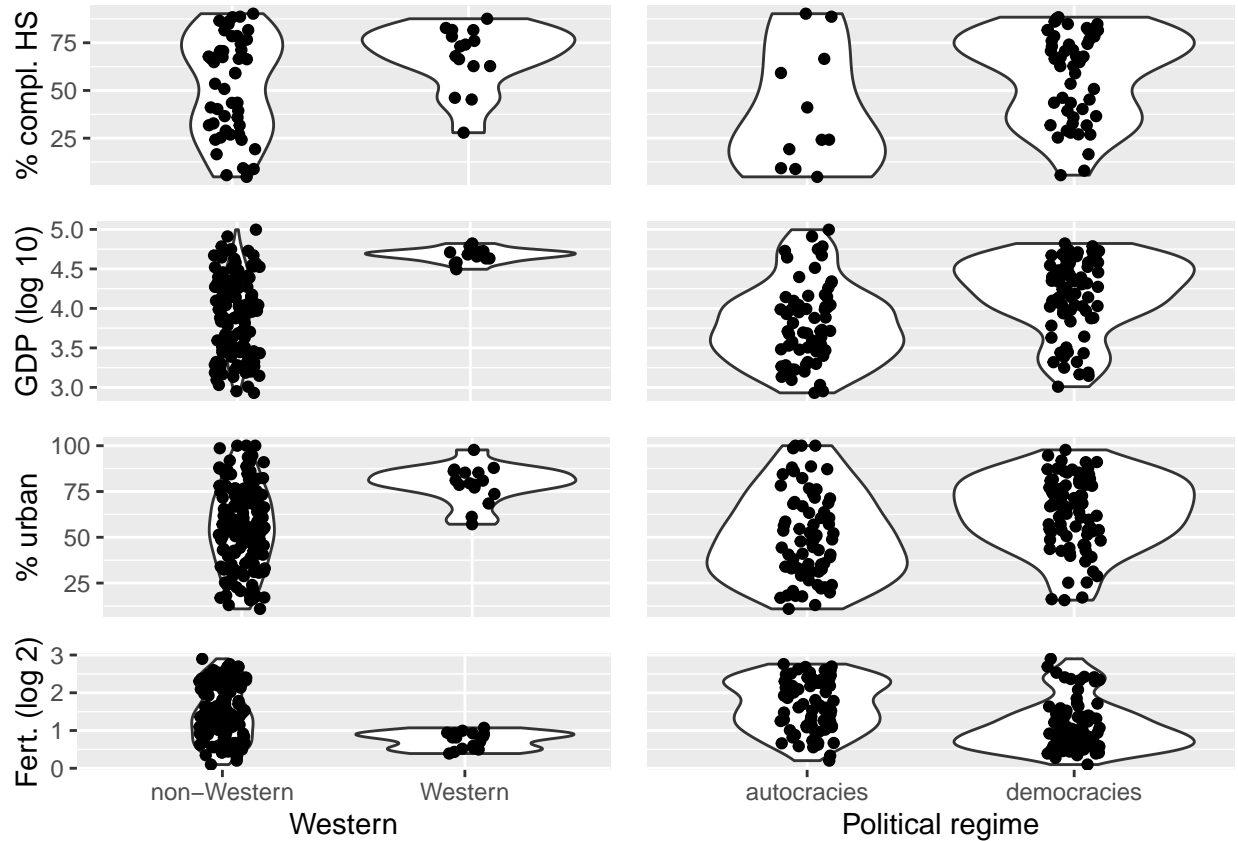 % compl. HS
75
50
25
GDP (log 10)
5.0
4.5
4.0
3.5
3.0
% urban
100
75
50
25
Fert. (log 2)
3
2
1
0
non−Western Western autocracies democracies
Western Political regime